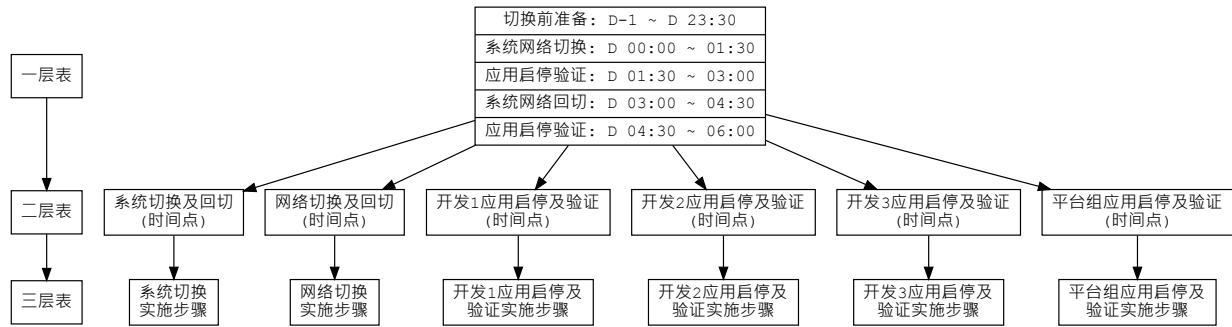 切换前准备: D-1 ~ D 23:30
系统网络切换: D 00:00 ~ 01:30
应用启停验证: D 01:30 ~ 03:00
系统网络回切: D 03:00 ~ 04:30
应用启停验证: D 04:30 ~ 06:00
一层表
二层表
系统切换及回切
(时间点)
网络切换及回切
(时间点)
开发1应用启停及验证
(时间点)
开发2应用启停及验证
(时间点)
开发3应用启停及验证
(时间点)
平台组应用启停及验证
(时间点)
三层表
系统切换
实施步骤
网络切换
实施步骤
开发1应用启停及
验证实施步骤
开发2应用启停及
验证实施步骤
开发3应用启停及
验证实施步骤
平台组应用启停及
验证实施步骤